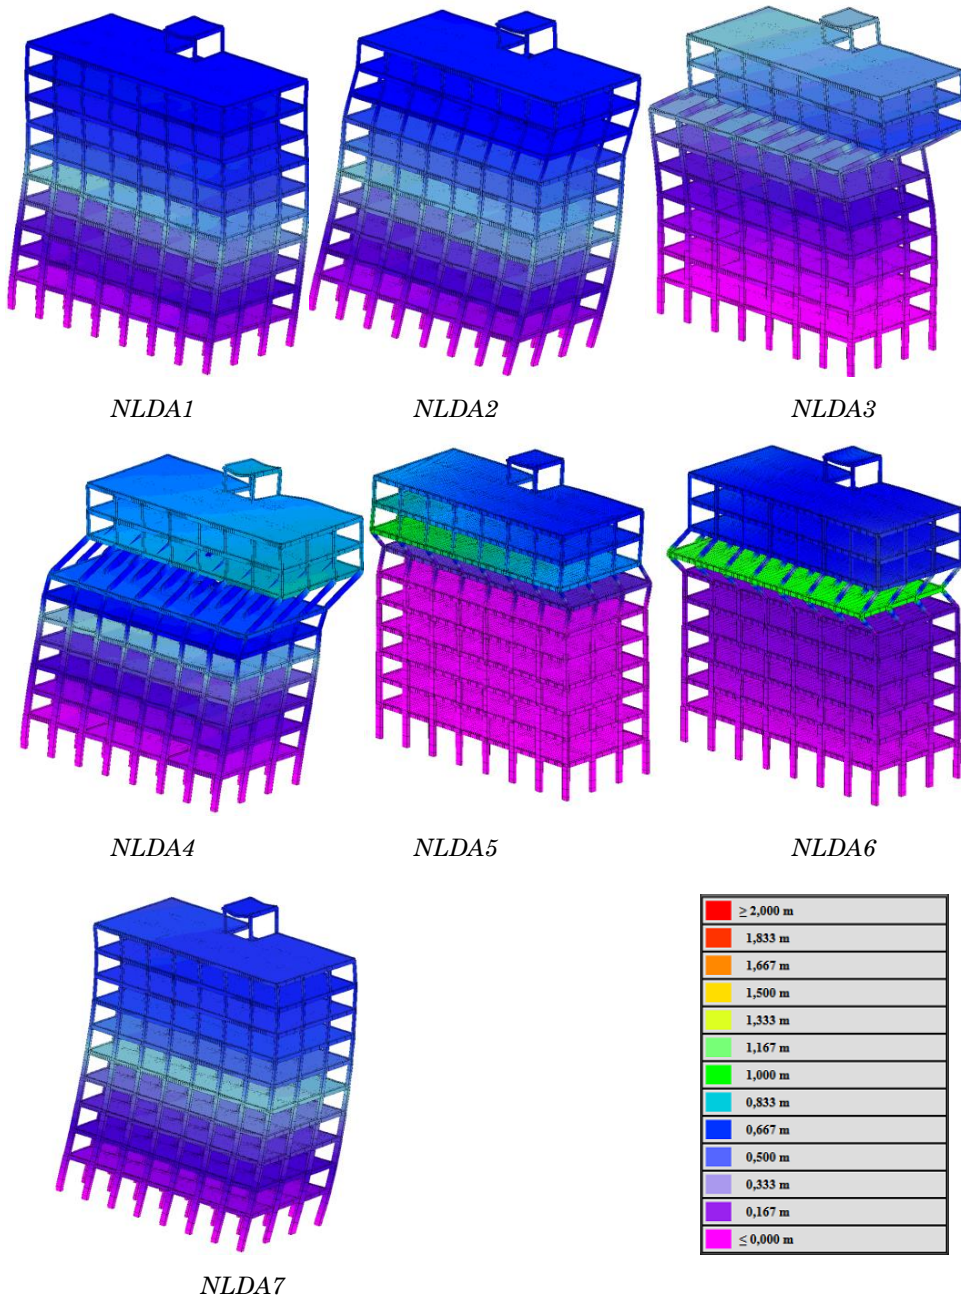 NLDA1
NLDA2
NLDA3
NLDA4
NLDA5
NLDA6
≥ 2,000 m
1,833 m
1,667 m
1,500 m
1,333 m
1,167 m
1,000 m
0,833 m
0,667 m
0,500 m
0,333 m
0,167 m
≤ 0,000 m
NLDA7